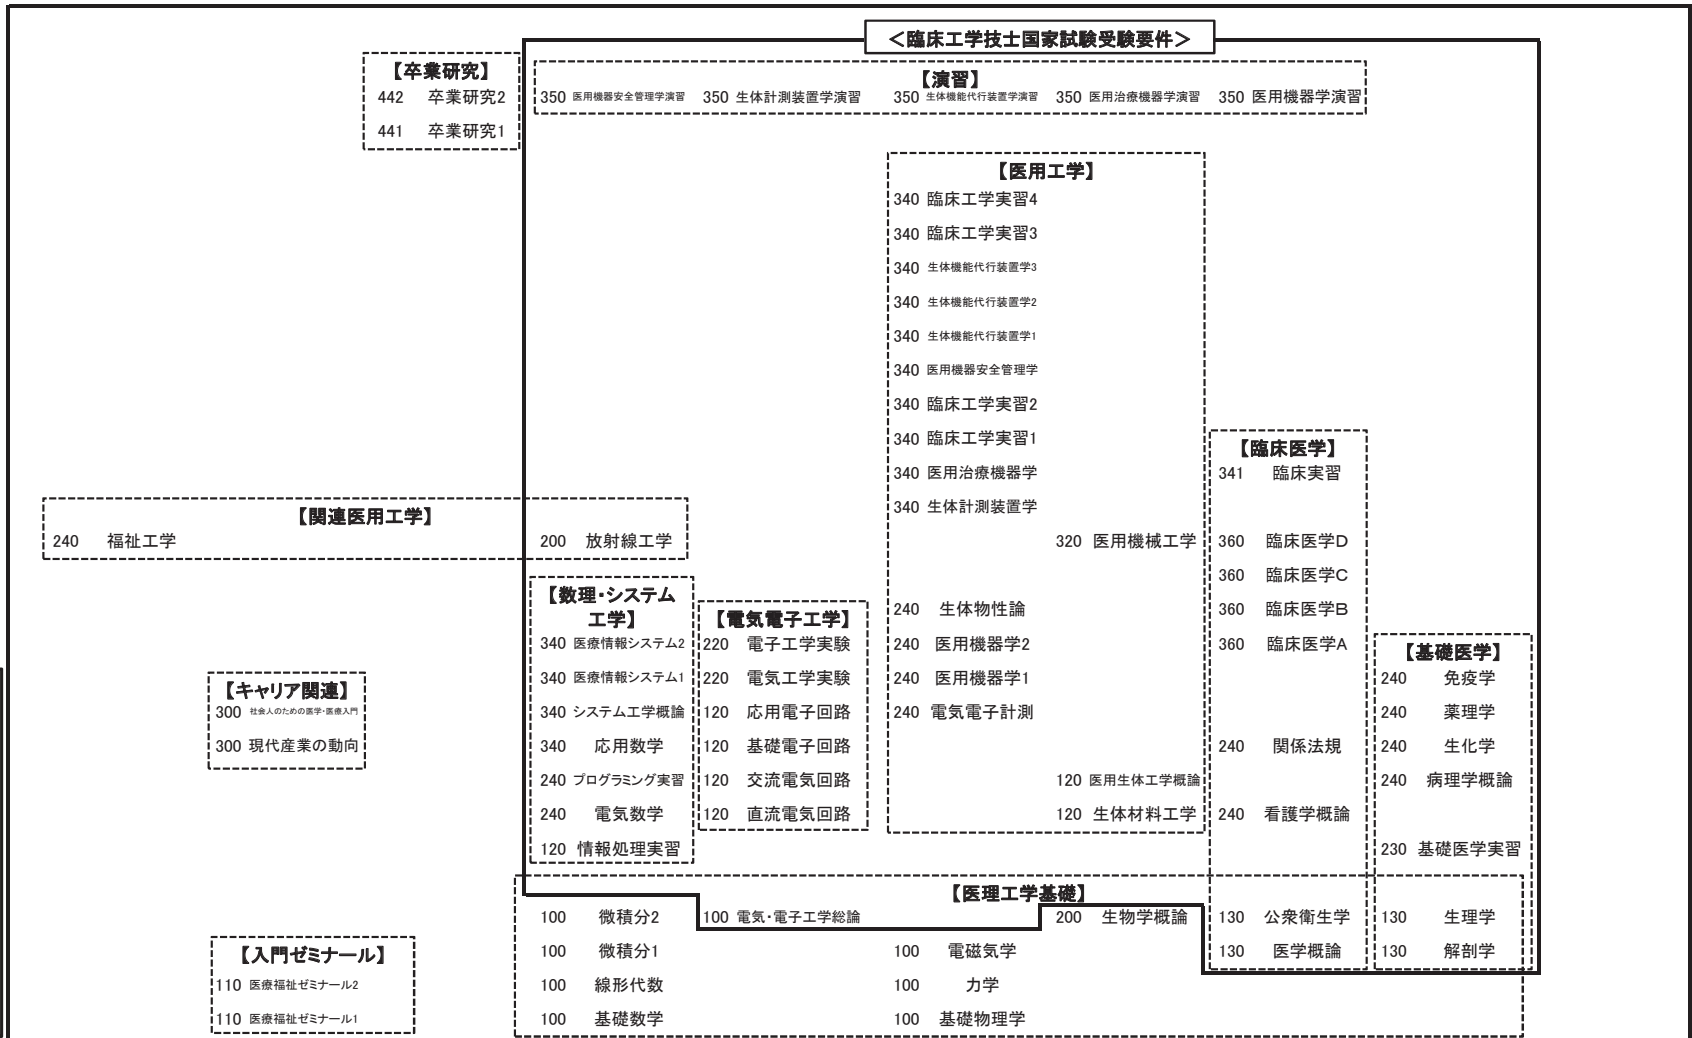 ＜臨床工学技士国家試験受験要件＞
【卒業研究】
442 卒業研究2
441 卒業研究1
【演習】
350 医用機器安全管理学演習 350 生体計測装置学演習 350 生体機能代行装置学演習 350 医用治療機器学演習 350 医用機器学演習
【医用工学】
340 臨床工学実習4
340 臨床工学実習3
340 生体機能代行装置学3
340 生体機能代行装置学2
340 生体機能代行装置学1
340 医用機器安全管理学
340 臨床工学実習2
340 臨床工学実習1
340 医用治療機器学
340 生体計測装置学
320 医用機械工学
240 生体物性論
240 医用機器学2
240 医用機器学1
240 電気電子計測
120 医用生体工学概論
120 生体材料工学
【臨床医学】
341 臨床実習
360 臨床医学D
360 臨床医学C
360 臨床医学B
360 臨床医学A
240 関係法規
240 看護学概論
130 公衆衛生学
130 医学概論
【基礎医学】
240 免疫学
240 薬理学
240 生化学
240 病理学概論
230 基礎医学実習
130 生理学
130 解剖学
【関連医用工学】
240 福祉工学 200 放射線工学
【数理・システム
工学】
340 医療情報システム2
340 医療情報システム1
340 システム工学概論
340 応用数学
240 プログラミング実習
240 電気数学
120 情報処理実習
【電気電子工学】
220 電子工学実験
220 電気工学実験
120 応用電子回路
120 基礎電子回路
120 交流電気回路
120 直流電気回路
【キャリア関連】
300 社会人のための医学・医療入門
300 現代産業の動向
【医理工学基礎】
100 微積分2 100 電気・電子工学総論 200 生物学概論
100 微積分1 100 電磁気学
100 線形代数 100 力学
100 基礎数学 100 基礎物理学
【入門ゼミナール】
110 医療福祉ゼミナール2
110 医療福祉ゼミナール1